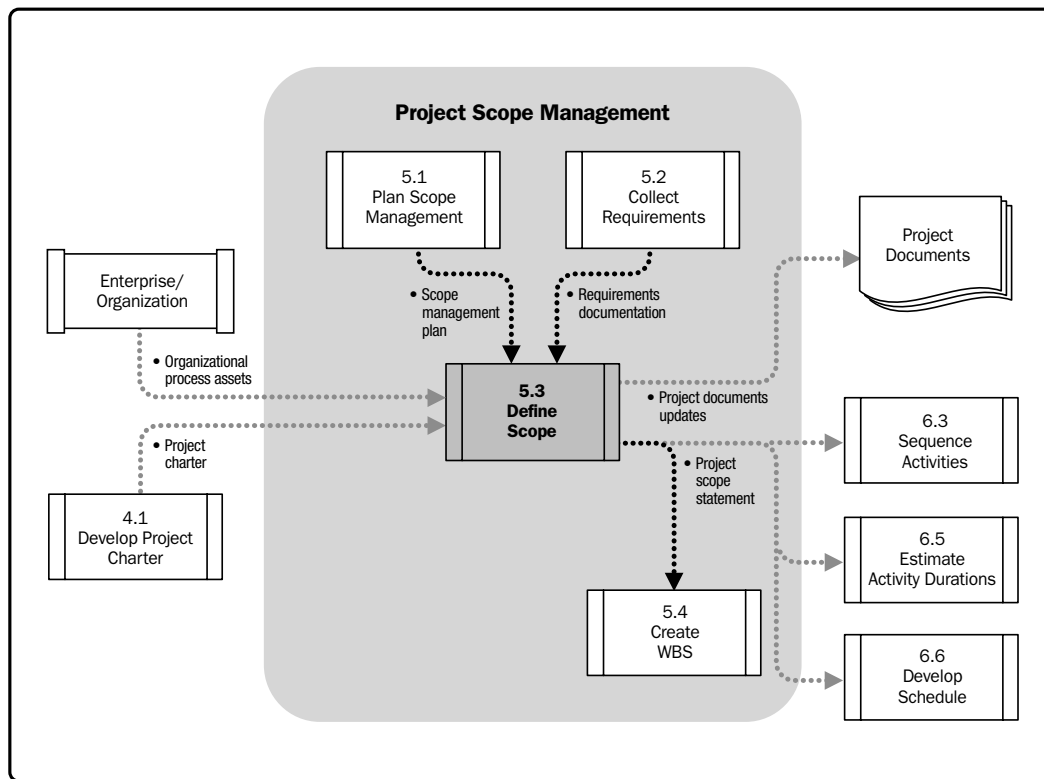 Project Scope Management
5.1
Plan Scope
Management
5.2
Collect
Requirements
Project
Documents
Enterprise/
Organization
• Scope
management
plan
• Requirements
documentation
• Organizational
process assets
5.3
Define
Scope
• Project documents
updates
• Project
charter
6.3
Sequence
Activities
• Project
scope
statement
4.1
Develop Project
Charter
6.5
Estimate
Activity Durations
5.4
Create
WBS
6.6
Develop
Schedule